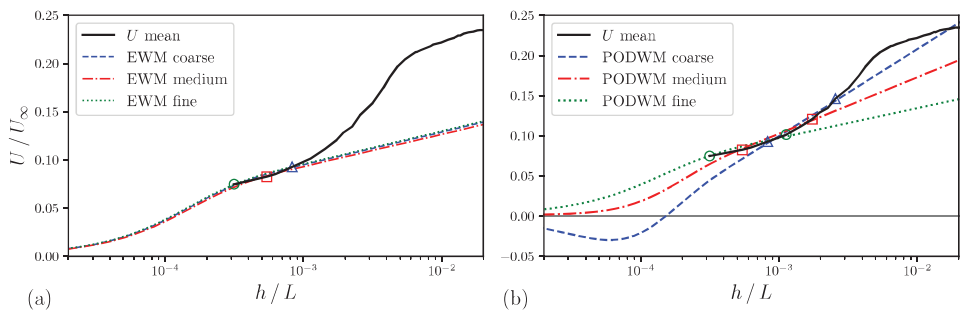 0.25
0.20
0.15
0.10
0.05
0.00
U / U∞
U mean
EWM coarse
EWM medium
EWM fine
10⁻⁴
10⁻³
10⁻²
h / L
(a)
0.25
0.20
0.15
0.10
0.05
0.00
−0.05
U mean
PODWM coarse
PODWM medium
PODWM fine
10⁻⁴
10⁻³
10⁻²
h / L
(b)